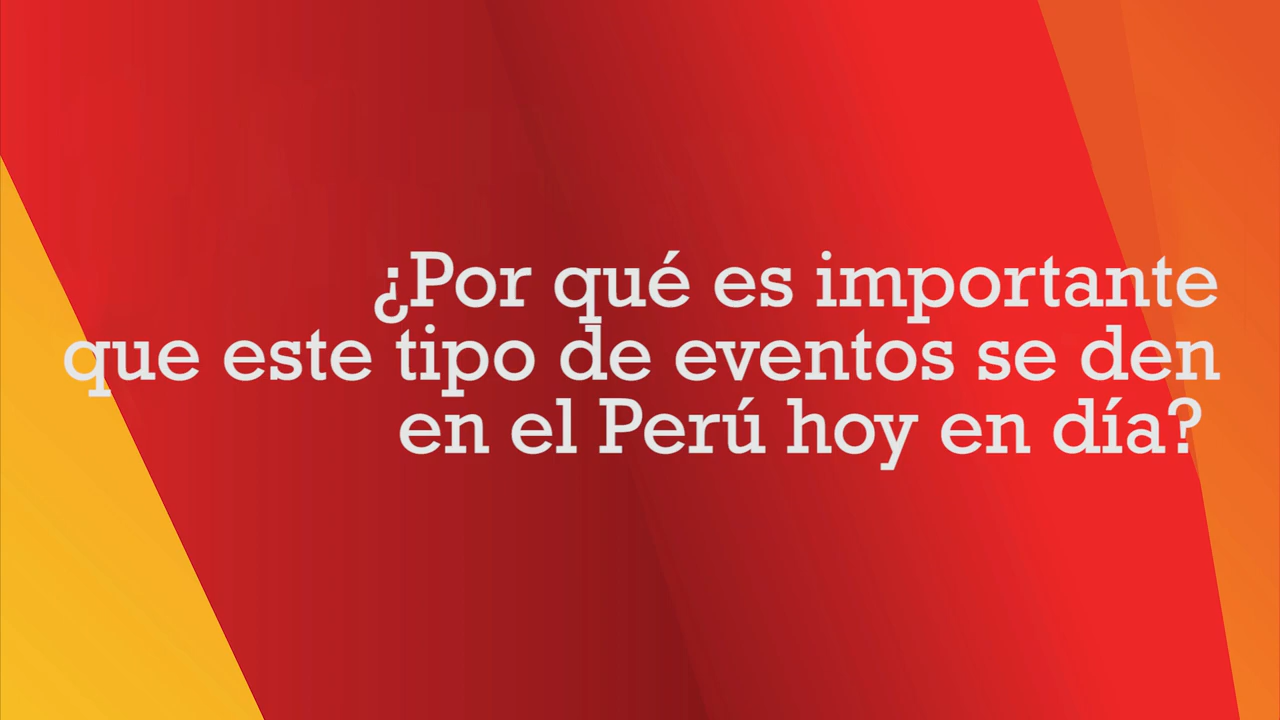 ¿Por qué es importante
que este tipo de eventos se den
en el Perú hoy en día?